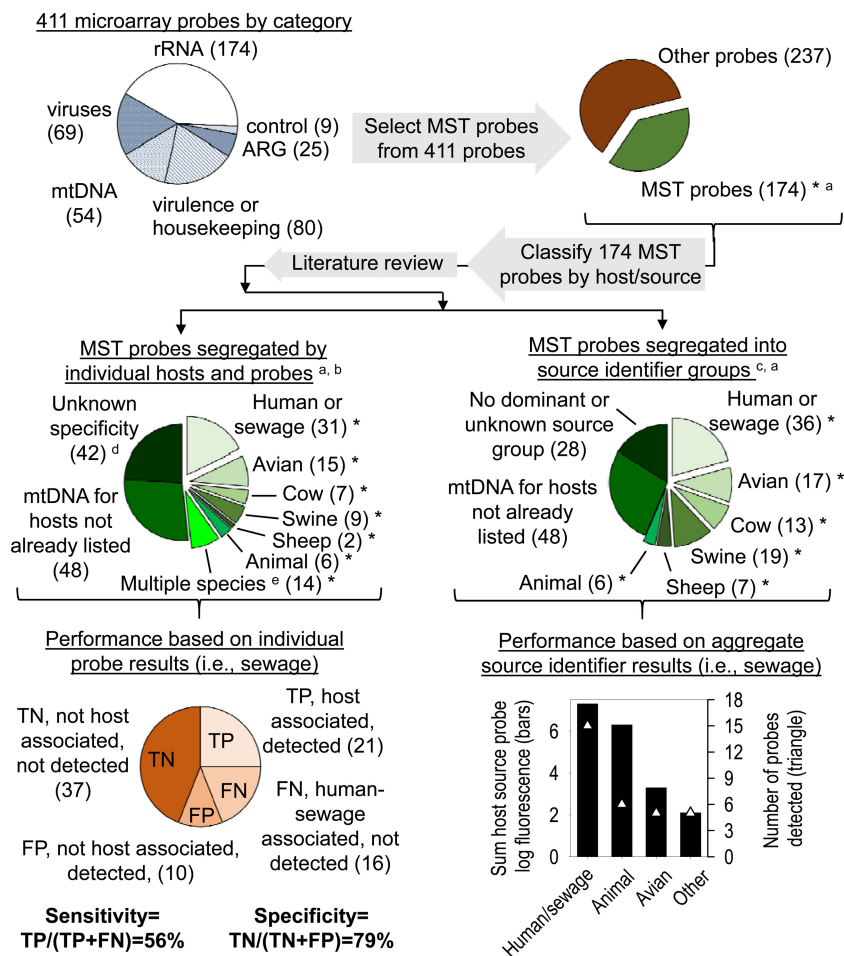 411 microarray probes by category
rRNA (174)
viruses
(69)
control (9)
ARG (25)
mtDNA
(54)
virulence or
housekeeping (80)
Select MST probes
from 411 probes
Other probes (237)
MST probes (174) * a
Classify 174 MST
probes by host/source
Literature review
MST probes segregated by
individual hosts and probes a, b
Unknown
specificity
(42) d
mtDNA for
hosts not
already listed
(48)
Human or
sewage (31) *
Avian (15) *
Cow (7) *
Swine (9) *
Sheep (2) *
Animal (6) *
Multiple species e (14) *
MST probes segregated into
source identifier groups c, a
No dominant or
unknown source
group (28)
mtDNA for hosts
not already
listed (48)
Human or
sewage (36) *
Avian (17) *
Cow (13) *
Swine (19) *
Sheep (7) *
Animal (6) *
Performance based on individual
probe results (i.e., sewage)
TN, not host
associated,
not detected
(37)
TP, host
associated,
detected (21)
FN, human-
sewage
associated, not
detected (16)
FP, not host associated,
detected, (10)
TN
TP
FN
FP
Sensitivity=
TP/(TP+FN)=56%
Specificity=
TN/(TN+FP)=79%
Performance based on aggregate
source identifier results (i.e., sewage)
Sum host source probe
log fluorescence (bars)
6
4
2
0
18
15
12
9
6
3
0
Number of probes
detected (triangle)
Human/sewage
Animal
Avian
Other